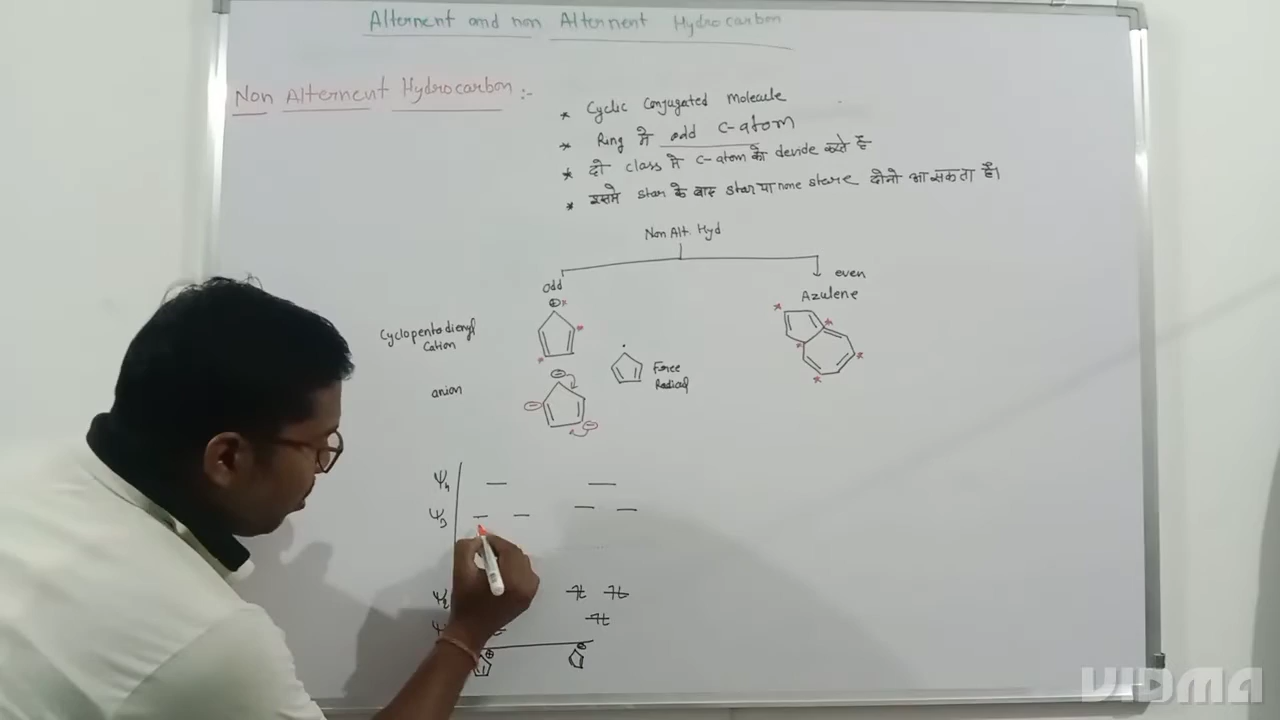 Alternent and non Alternent Hydrocarbon
Non Alternent Hydrocarbon :-
* Cyclic Conjugated Molecule
* Ring मे odd C-atom
* दो class मे C-atom को devide करते है
* इसमे star के बाद star या none stare दोनो आ सकता है।
Non Alt. Hyd
odd
even
Azulene
Cyclopentadienyl
Cation
Force
Radical
anion
Ψ4
Ψ3
Ψ2
VIDMA